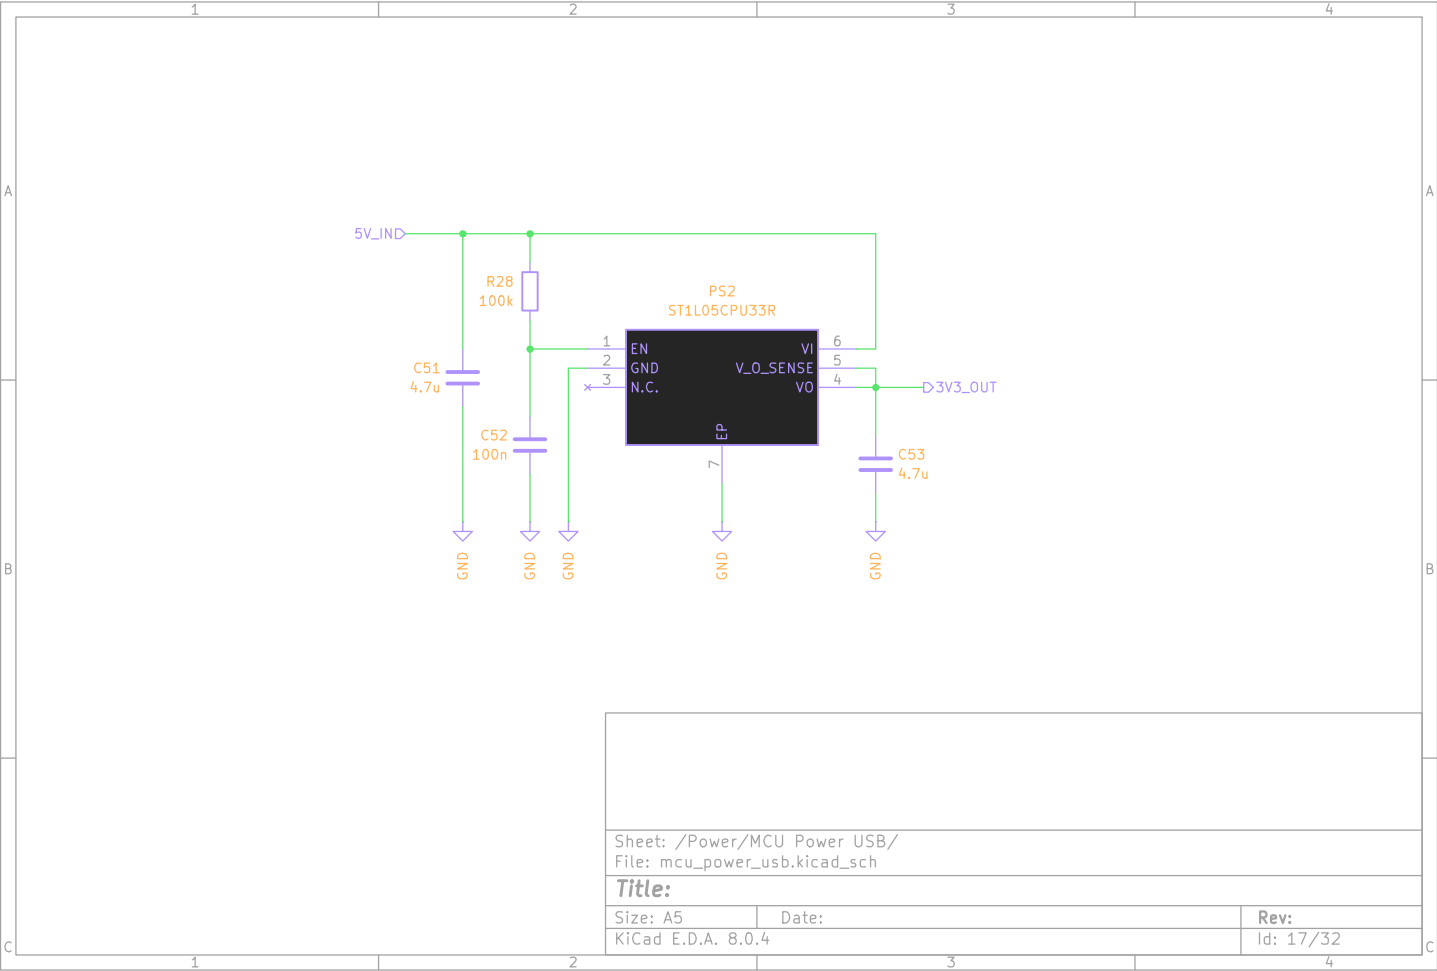 1 2 3 4
A A
5V_IN
R28
100k
PS2
ST1L05CPU33R
1 EN VI 6
2 GND V_O_SENSE 5
3 N.C. VO 4
3V3_OUT
C51
4.7u
EP
7
C52
100n
C53
4.7u
GND GND GND GND GND
B B
Sheet: /Power/MCU Power USB/
File: mcu_power_usb.kicad_sch
Title:
Size: A5 Date: Rev:
KiCad E.D.A. 8.0.4 Id: 17/32
C C
1 2 3 4